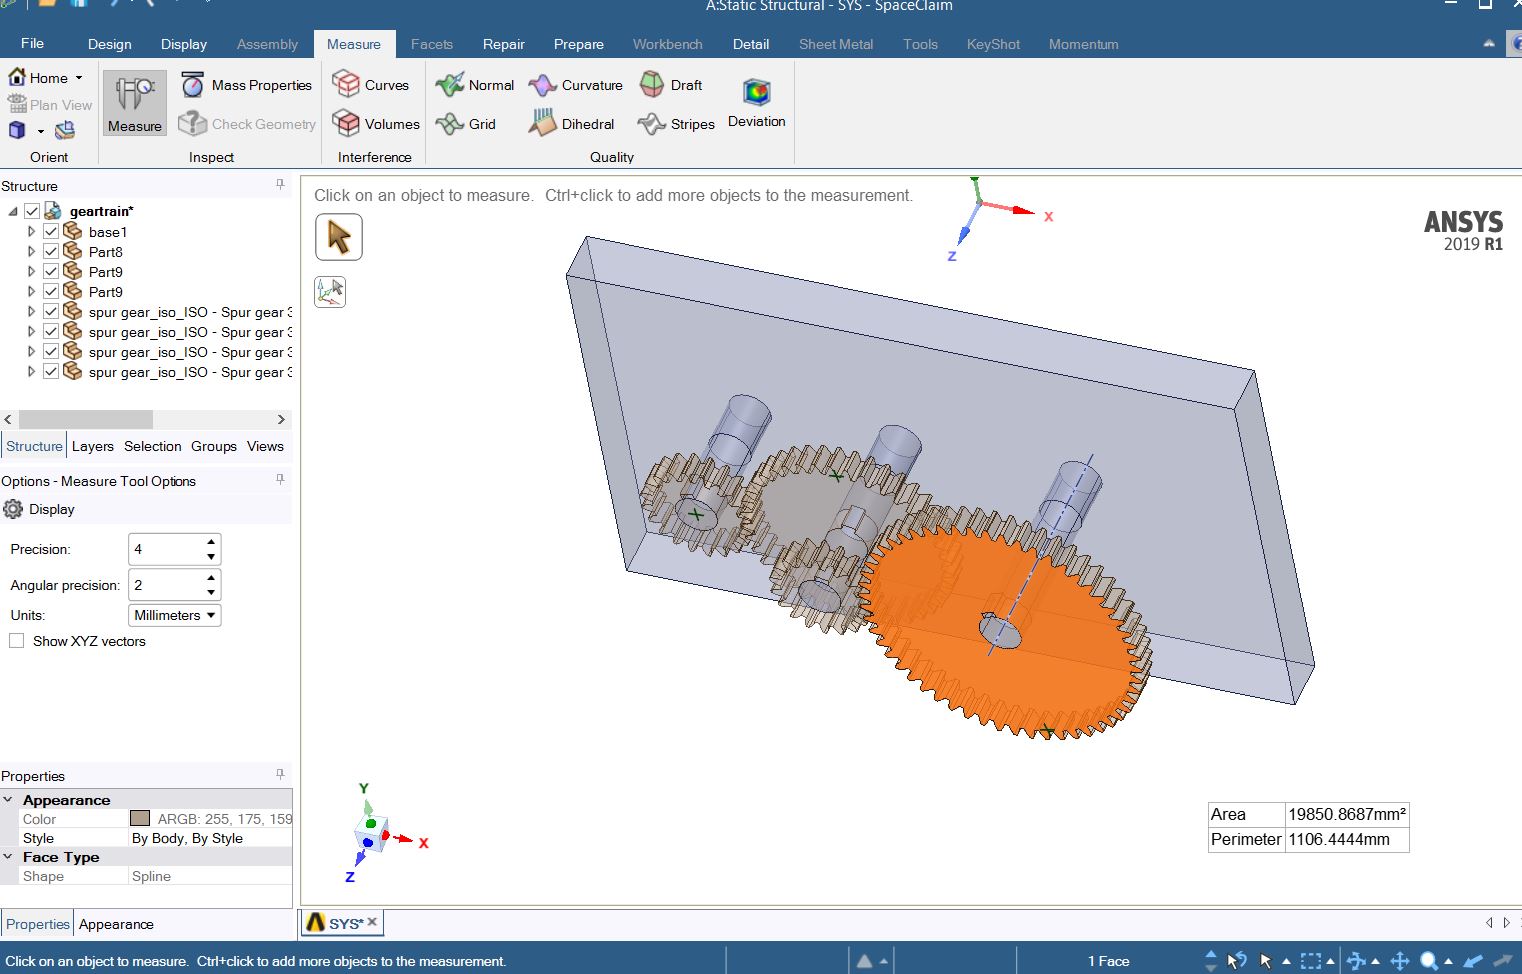 A:Static Structural - SYS - SpaceClaim
File Design Display Assembly Measure Facets Repair Prepare Workbench Detail Sheet Metal Tools KeyShot Momentum
Home
Plan View
Orient
Measure
Mass Properties
Check Geometry
Inspect
Curves
Volumes
Interference
Normal Curvature Draft
Grid Dihedral Stripes
Deviation
Quality
Structure
geartrain*
base1
Part8
Part9
Part9
spur gear_iso_ISO - Spur gear 3
spur gear_iso_ISO - Spur gear 3
spur gear_iso_ISO - Spur gear 3
spur gear_iso_ISO - Spur gear 3
Structure Layers Selection Groups Views
Options - Measure Tool Options
Display
Precision: 4
Angular precision: 2
Units: Millimeters
Show XYZ vectors
Properties
Appearance
Color ARGB: 255, 175, 159
Style By Body, By Style
Face Type
Shape Spline
Properties Appearance
Click on an object to measure. Ctrl+click to add more objects to the measurement.
X
Z
ANSYS
2019 R1
Y
X
Z
Area 19850.8687mm²
Perimeter 1106.4444mm
SYS*
Click on an object to measure. Ctrl+click to add more objects to the measurement.
1 Face